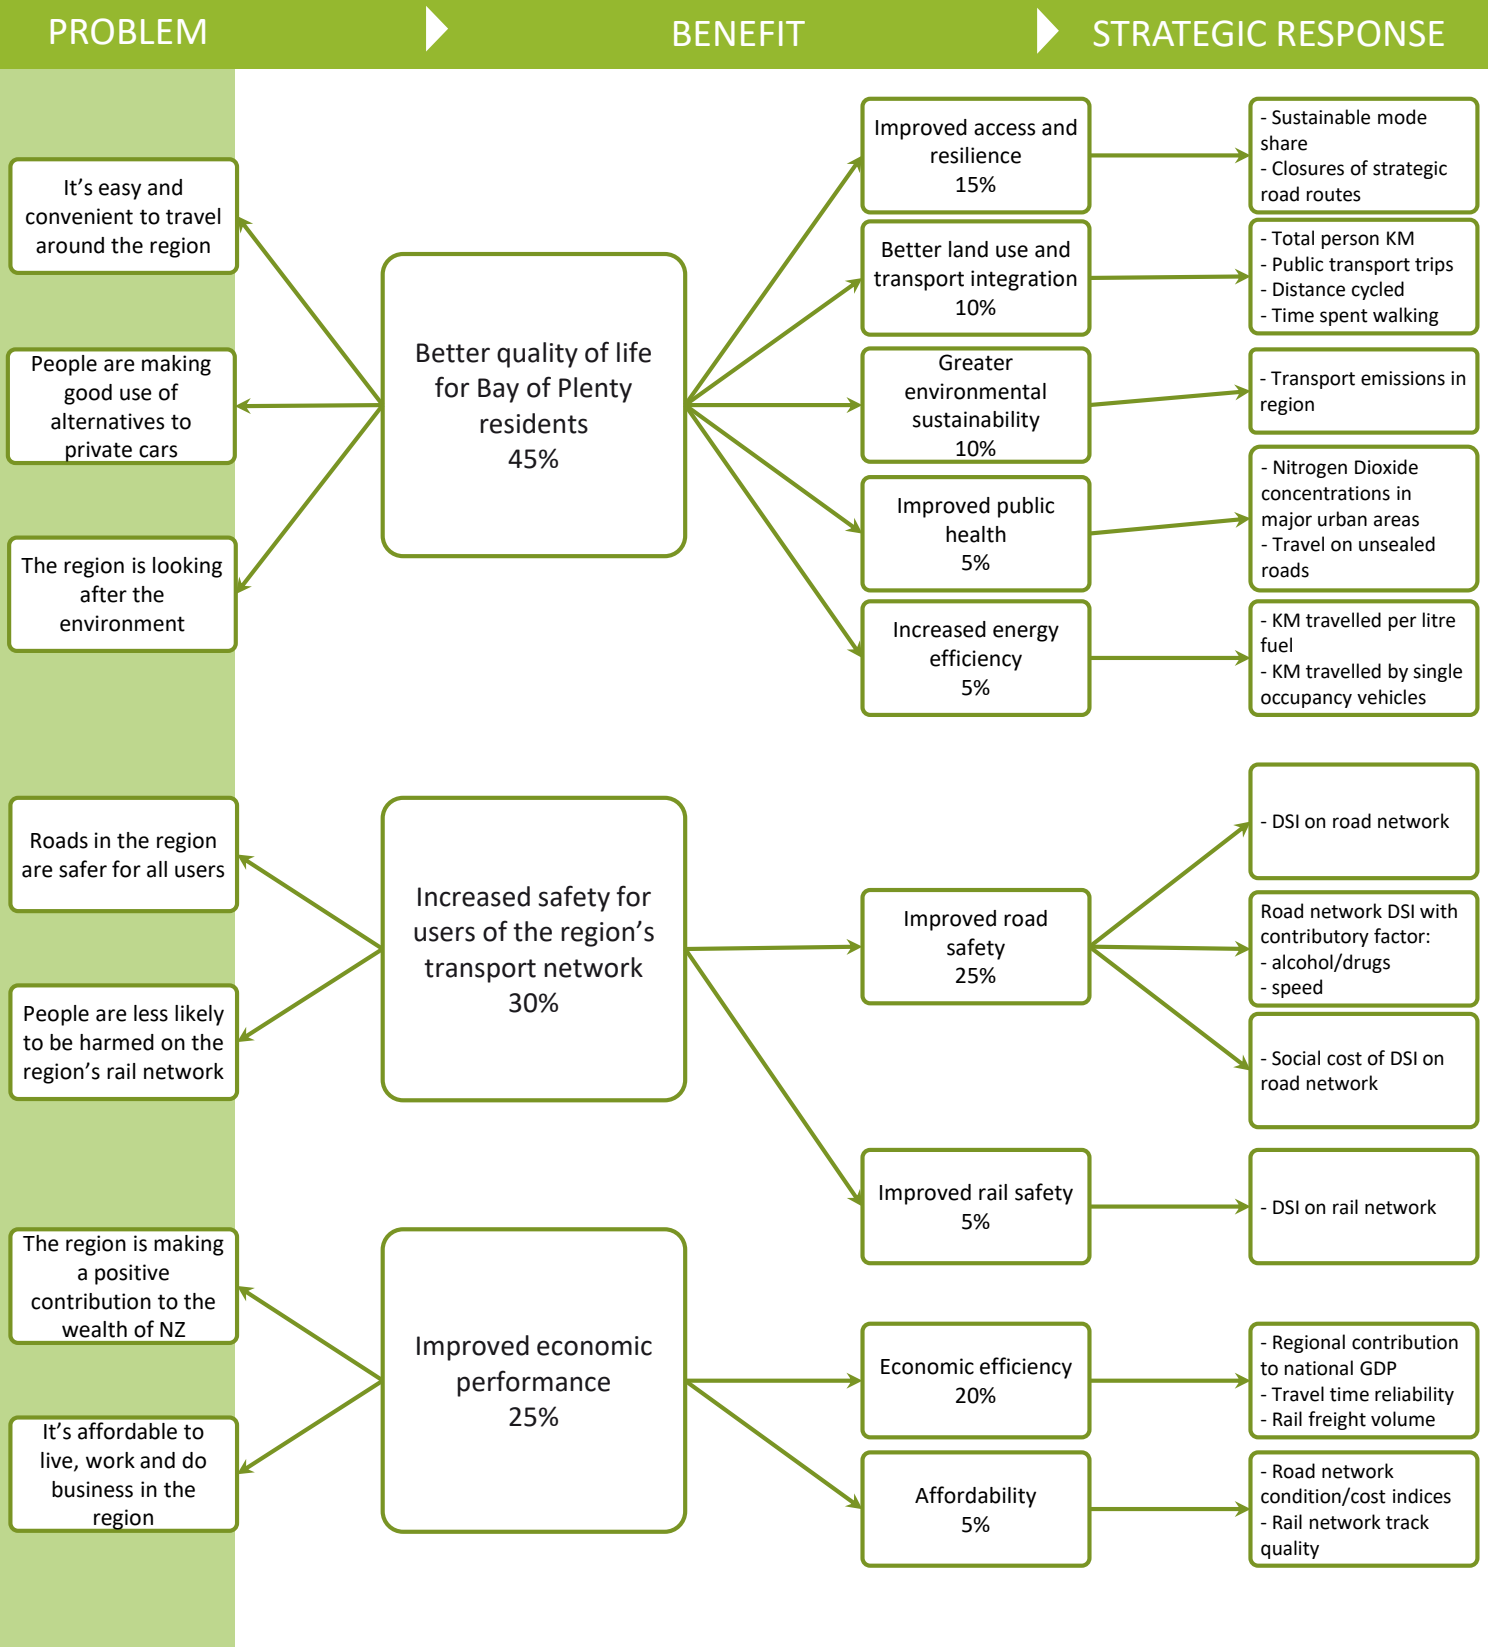 PROBLEM
BENEFIT
STRATEGIC RESPONSE
It’s easy and
convenient to travel
around the region
People are making
good use of
alternatives to
private cars
The region is looking
after the
environment
Better quality of life
for Bay of Plenty
residents
45%
Improved access and
resilience
15%
Better land use and
transport integration
10%
Greater
environmental
sustainability
10%
Improved public
health
5%
Increased energy
efficiency
5%
- Sustainable mode
share
- Closures of strategic
road routes
- Total person KM
- Public transport trips
- Distance cycled
- Time spent walking
- Transport emissions in
region
- Nitrogen Dioxide
concentrations in
major urban areas
- Travel on unsealed
roads
- KM travelled per litre
fuel
- KM travelled by single
occupancy vehicles
Roads in the region
are safer for all users
People are less likely
to be harmed on the
region’s rail network
Increased safety for
users of the region’s
transport network
30%
Improved road
safety
25%
Improved rail safety
5%
- DSI on road network
Road network DSI with
contributory factor:
- alcohol/drugs
- speed
- Social cost of DSI on
road network
- DSI on rail network
The region is making
a positive
contribution to the
wealth of NZ
It’s affordable to
live, work and do
business in the
region
Improved economic
performance
25%
Economic efficiency
20%
Affordability
5%
- Regional contribution
to national GDP
- Travel time reliability
- Rail freight volume
- Road network
condition/cost indices
- Rail network track
quality